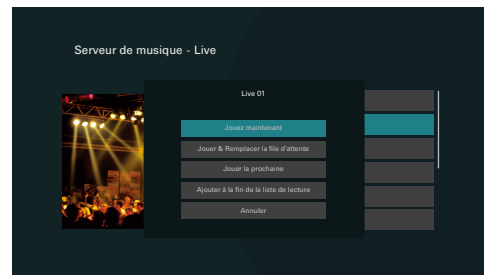 Serveur de musique - Live
Live 01
Jouez maintenant
Jouer & Remplacer la file d'attente
Jouer la prochaine
Ajouter à la fin de la liste de lecture
Annuler